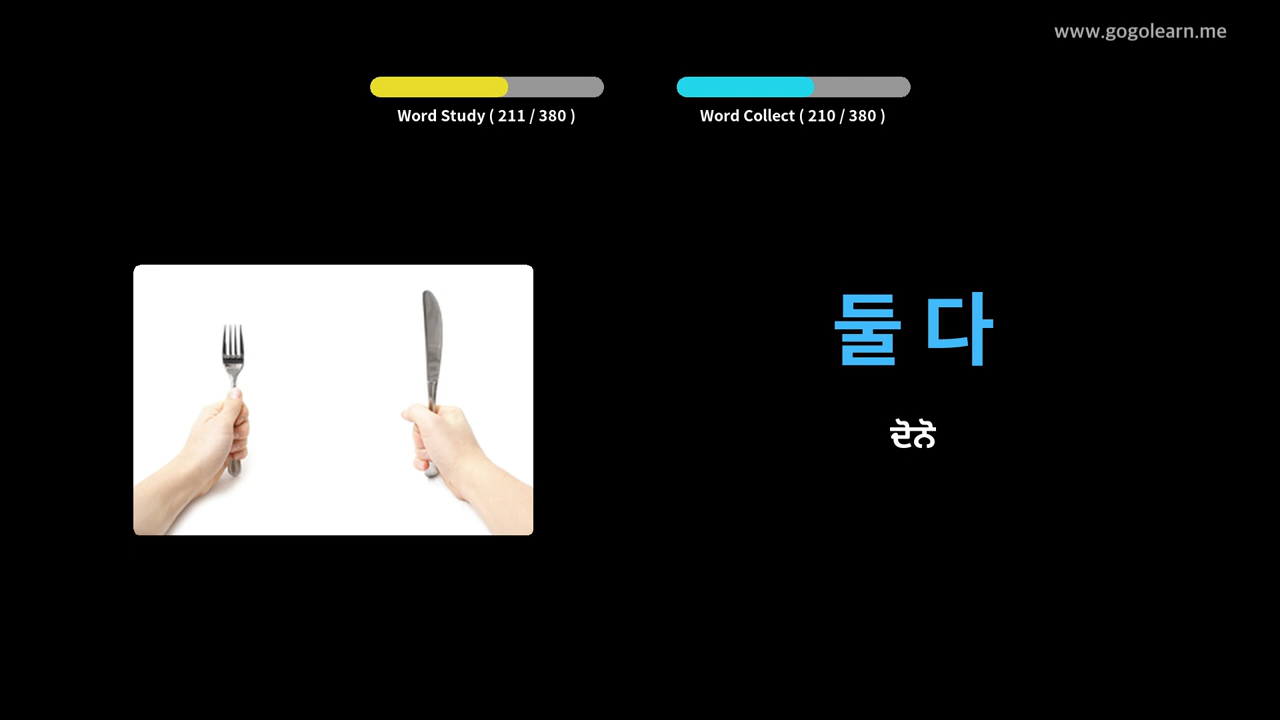 www.gogolearn.me
Word Study ( 211 / 380 )
Word Collect ( 210 / 380 )
둘 다
ਦੋਨੋ